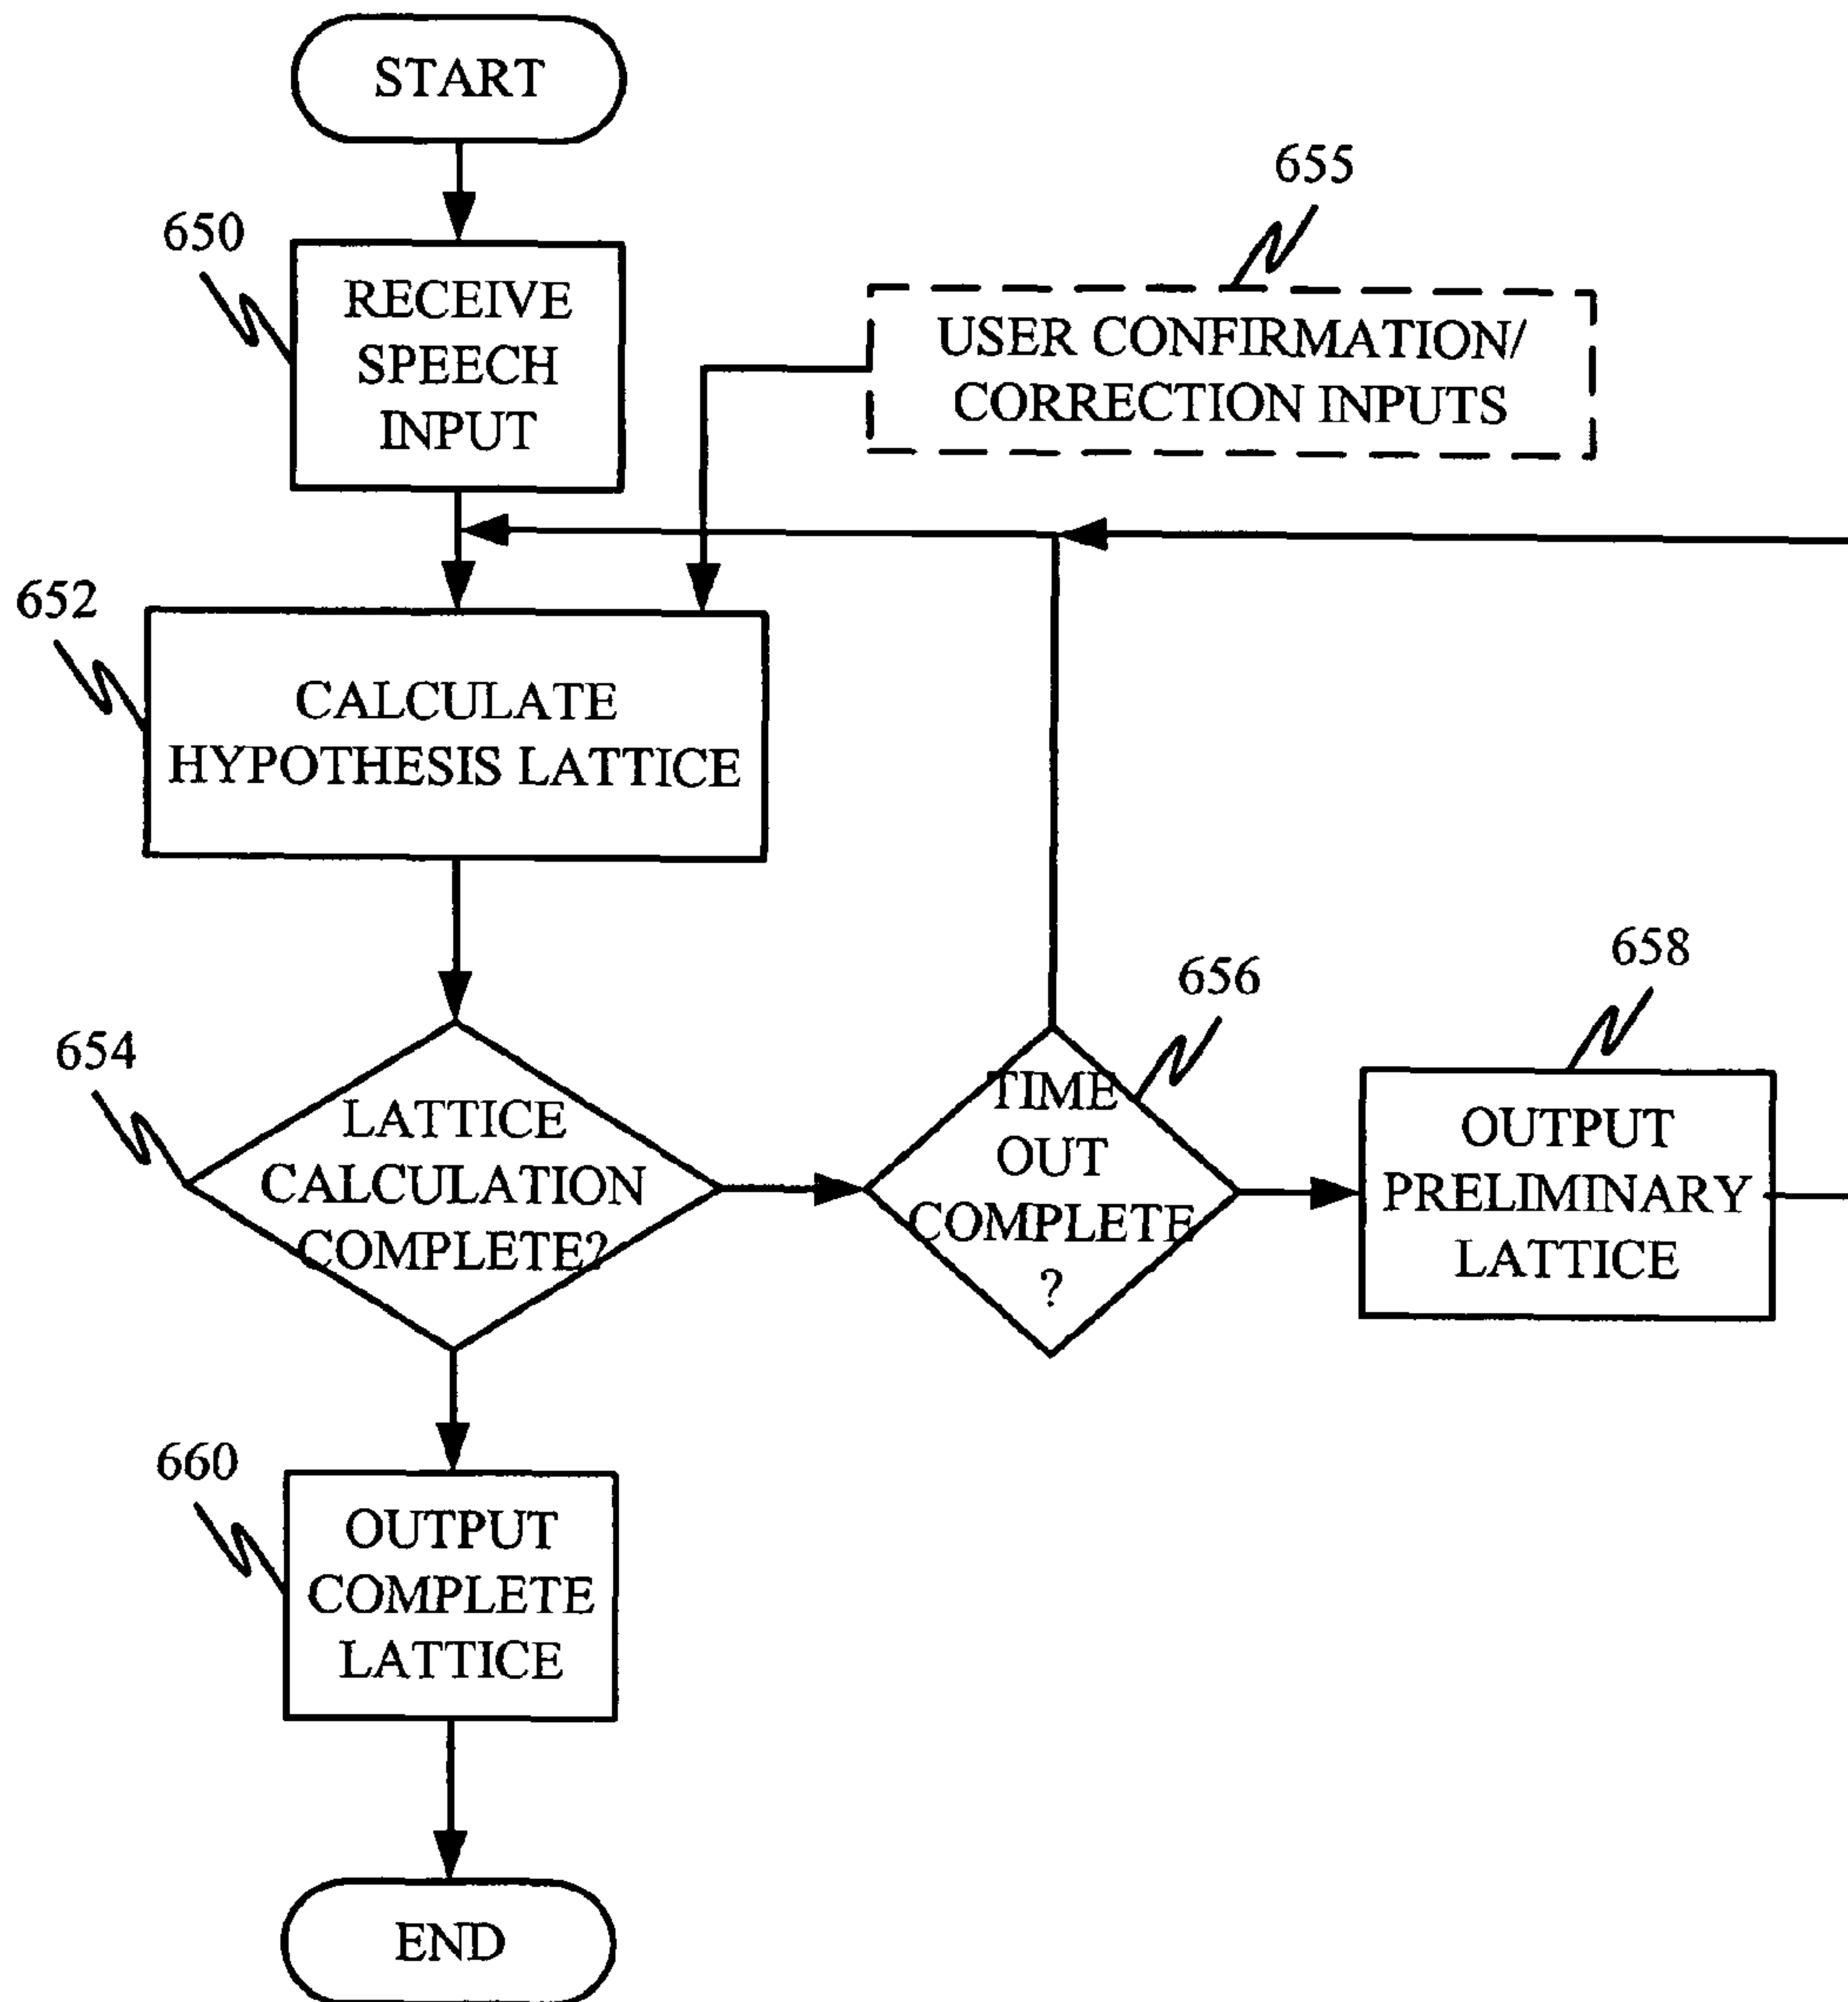 START
650
RECEIVE
SPEECH
INPUT
655
USER CONFIRMATION/
CORRECTION INPUTS
652
CALCULATE
HYPOTHESIS LATTICE
654
LATTICE
CALCULATION
COMPLETE?
656
TIME
OUT
COMPLETE
?
658
OUTPUT
PRELIMINARY
LATTICE
660
OUTPUT
COMPLETE
LATTICE
END